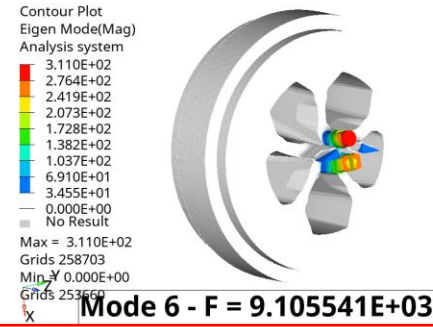 Contour Plot
Eigen Mode(Mag)
Analysis system
3.110E+02
2.764E+02
2.419E+02
2.073E+02
1.728E+02
1.382E+02
1.037E+02
6.910E+01
3.455E+01
0.000E+00
No Result
Max = 3.110E+02
Grids 258703
Min = 0.000E+00
Grids 253660
Y
Z
X
Mode 6 - F = 9.105541E+03